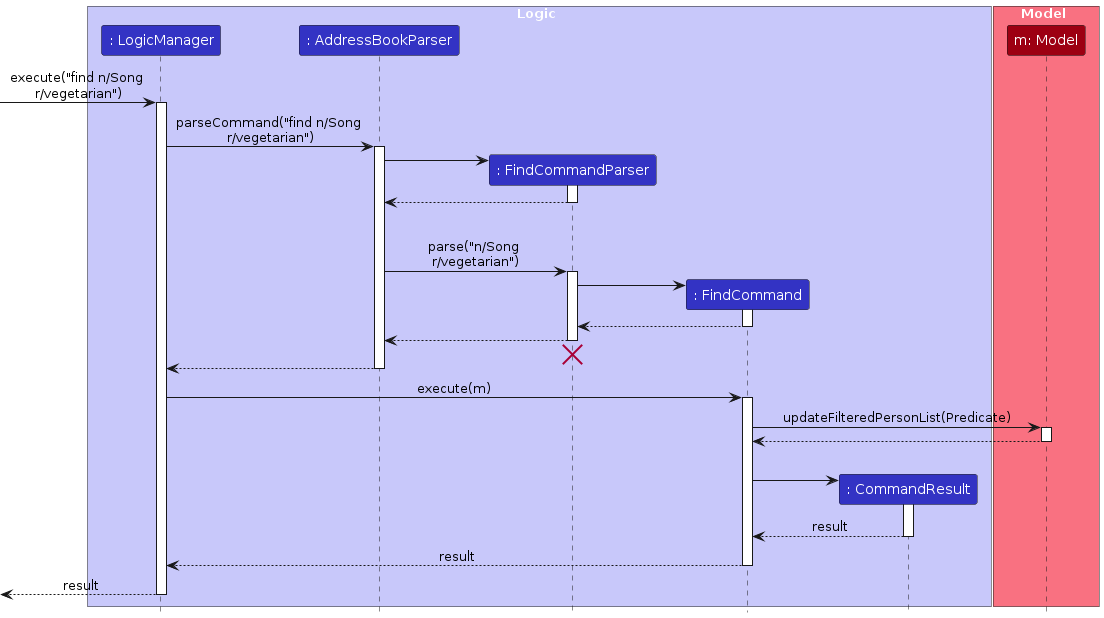 Logic
Model
: LogicManager
: AddressBookParser
m: Model
execute("find n/Song
r/vegetarian")
parseCommand("find n/Song
r/vegetarian")
: FindCommandParser
parse("n/Song
r/vegetarian")
: FindCommand
execute(m)
updateFilteredPersonList(Predicate)
: CommandResult
result
result
result